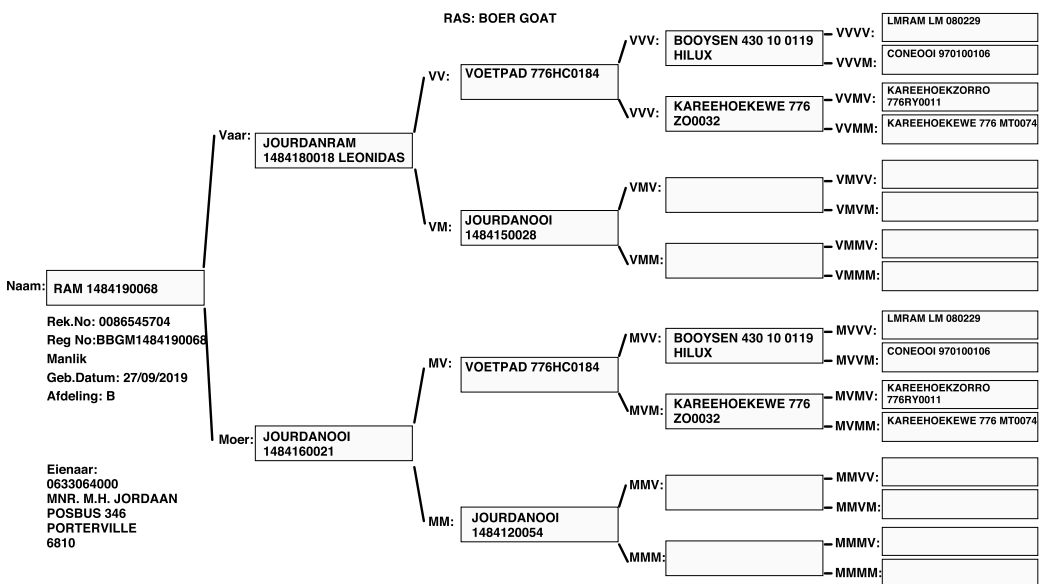 RAS: BOER GOAT
Naam: RAM 1484190068
Rek.No: 0086545704
Reg No:BBGM1484190068
Manlik
Geb.Datum: 27/09/2019
Afdeling: B
Eienaar:
0633064000
MNR. M.H. JORDAAN
POSBUS 346
PORTERVILLE
6810
Vaar: JOURDANRAM
1484180018 LEONIDAS
Moer: JOURDANOOI
1484160021
VV: VOETPAD 776HC0184
VM: JOURDANOOI
1484150028
MV: VOETPAD 776HC0184
MM: JOURDANOOI
1484120054
VVV: BOOYSEN 430 10 0119
HILUX
VVV: KAREEHOEKEWE 776
ZO0032
VMV:
VMM:
MVV: BOOYSEN 430 10 0119
HILUX
MVM: KAREEHOEKEWE 776
ZO0032
MMV:
MMM:
VVVV: LMRAM LM 080229
VVVM: CONEOOI 970100106
VVMV: KAREEHOEKZORRO
776RY0011
VVMM: KAREEHOEKEWE 776 MT0074
VMVV:
VMVM:
VMMV:
VMMM:
MVVV: LMRAM LM 080229
MVVM: CONEOOI 970100106
MVMV: KAREEHOEKZORRO
776RY0011
MVMM: KAREEHOEKEWE 776 MT0074
MMVV:
MMVM:
MMMV:
MMMM: